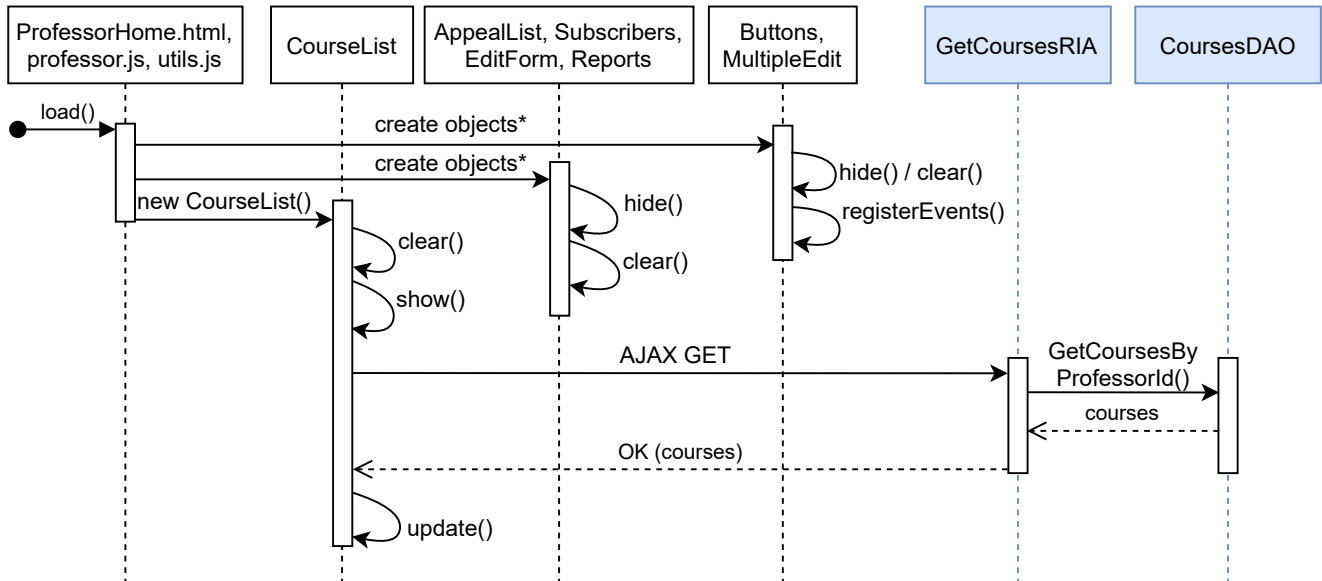 ProfessorHome.html,
professor.js, utils.js
CourseList
AppealList, Subscribers,
EditForm, Reports
Buttons,
MultipleEdit
GetCoursesRIA
CoursesDAO
load()
create objects*
create objects*
new CourseList()
hide() / clear()
registerEvents()
hide()
clear()
clear()
show()
AJAX GET
GetCoursesBy
ProfessorId()
courses
OK (courses)
update()